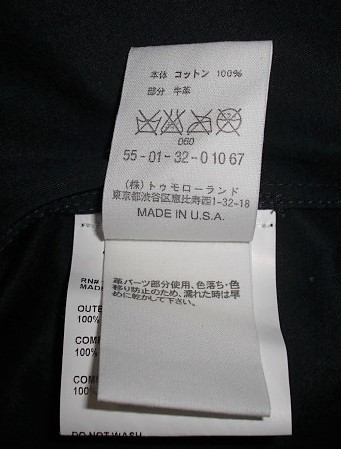 本体 コットン 100%
部分 牛革
060
55-01-32-01067
(株)トゥモローランド
東京都渋谷区恵比寿西1-32-18
MADE IN U.S.A.
革パーツ部分使用、色落ち・色
移り防止のため、濡れた時は早
めに乾かして下さい。
RN#
MADE
OUTE
100%
COM
100%
COM
100%
DO NOT WASH